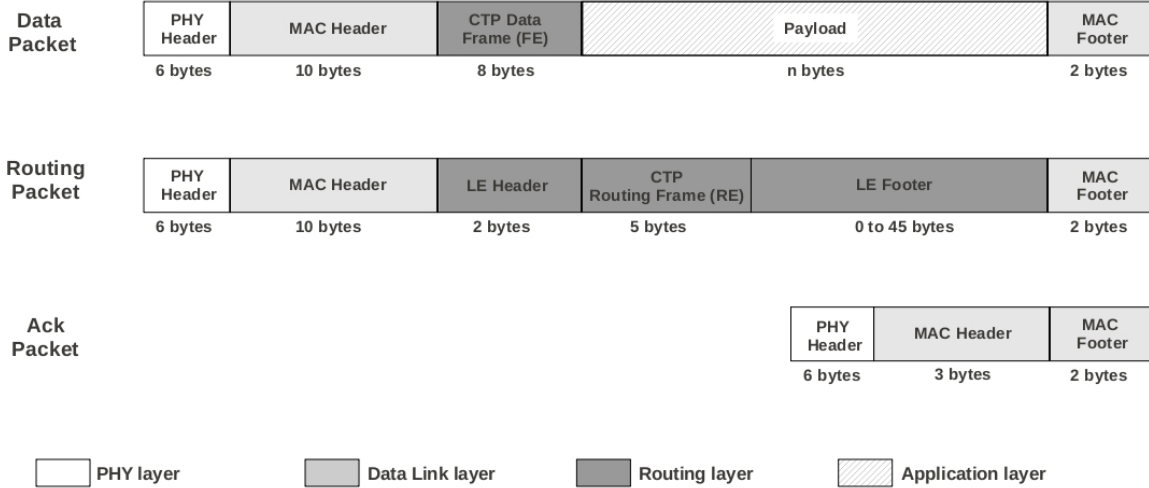 Data
Packet
PHY
Header
MAC Header
CTP Data
Frame (FE)
Payload
MAC
Footer
6 bytes
10 bytes
8 bytes
n bytes
2 bytes
Routing
Packet
PHY
Header
MAC Header
LE Header
CTP
Routing Frame (RE)
LE Footer
MAC
Footer
6 bytes
10 bytes
2 bytes
5 bytes
0 to 45 bytes
2 bytes
Ack
Packet
PHY
Header
MAC Header
MAC
Footer
6 bytes
3 bytes
2 bytes
PHY layer
Data Link layer
Routing layer
Application layer